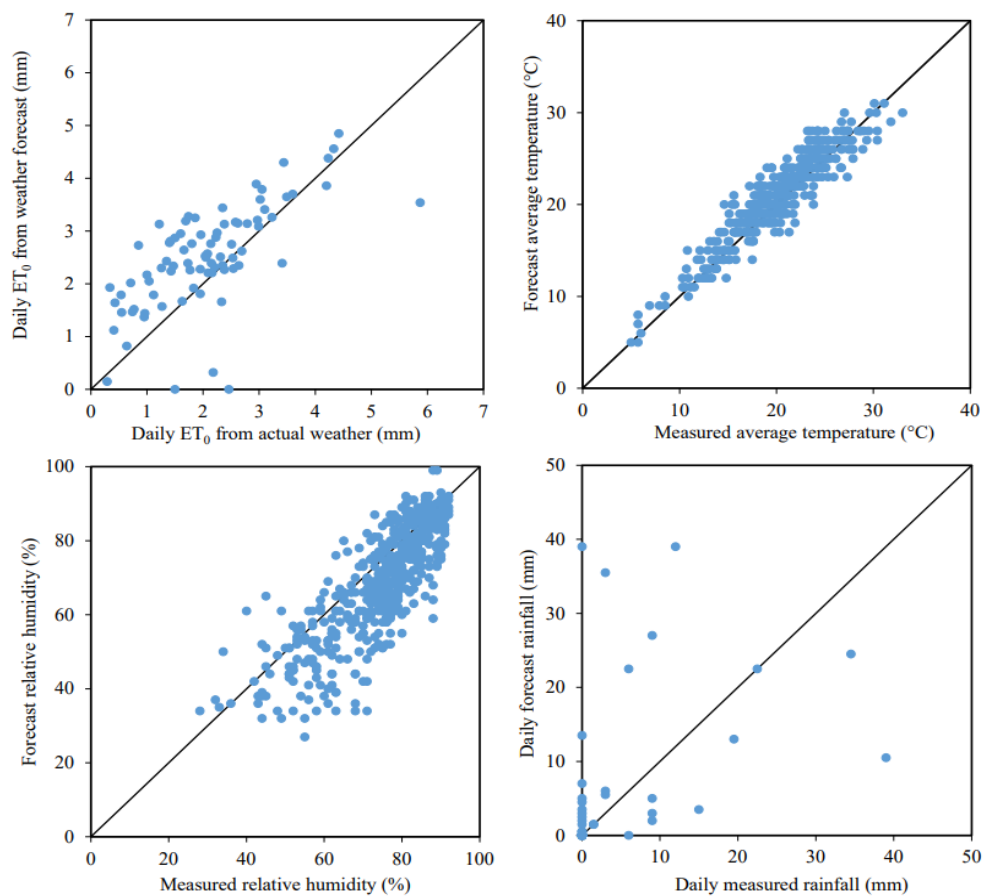 7
6
5
4
3
2
1
0
0 1 2 3 4 5 6 7
Daily ET₀ from weather forecast (mm)
Daily ET₀ from actual weather (mm)
40
30
20
10
0
0 10 20 30 40
Forecast average temperature (°C)
Measured average temperature (°C)
100
80
60
40
20
0
0 20 40 60 80 100
Forecast relative humidity (%)
Measured relative humidity (%)
50
40
30
20
10
0
0 10 20 30 40 50
Daily forecast rainfall (mm)
Daily measured rainfall (mm)